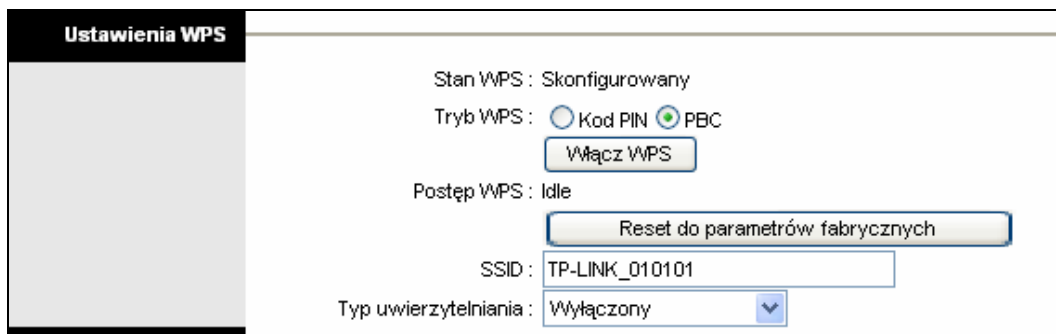 Ustawienia WPS
Stan WPS : Skonfigurowany
Tryb WPS : Kod PIN PBC
Włącz WPS
Postęp WPS : Idle
Reset do parametrów fabrycznych
SSID : TP-LINK_010101
Typ uwierzytelniania : Wyłączony